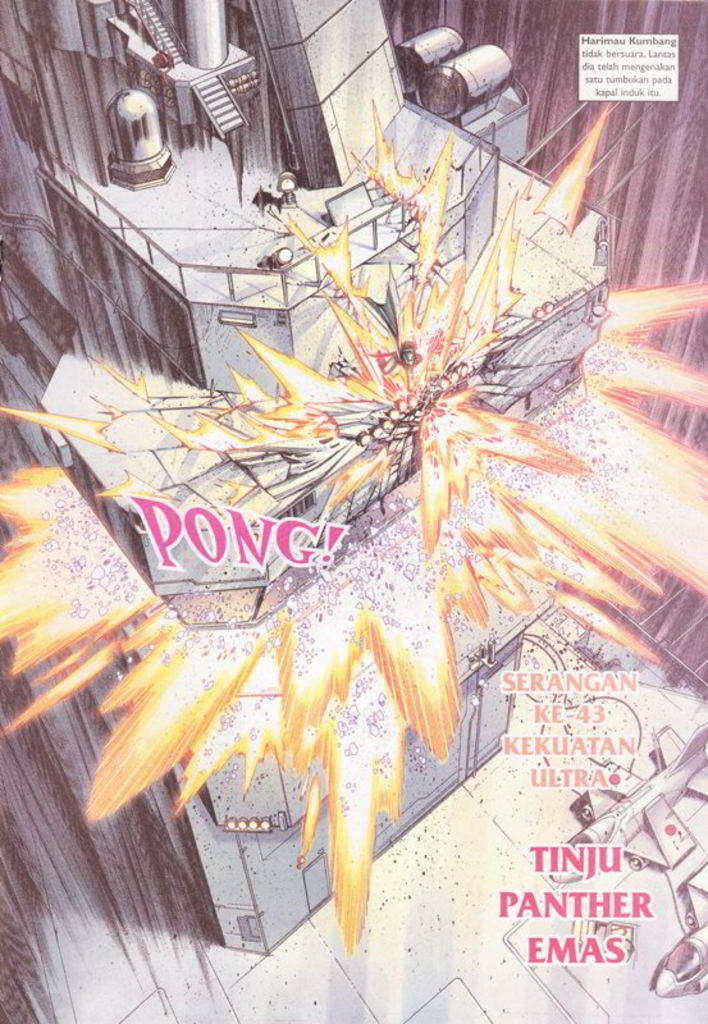 Harimau Kumbang
tidak bersuara. Lantas
dia telah mengenakan
satu tumbukan pada
kapal induk itu.
PONG!
SERANGAN
KE-43
KEKUATAN
ULTRA
TINJU
PANTHER
EMAS